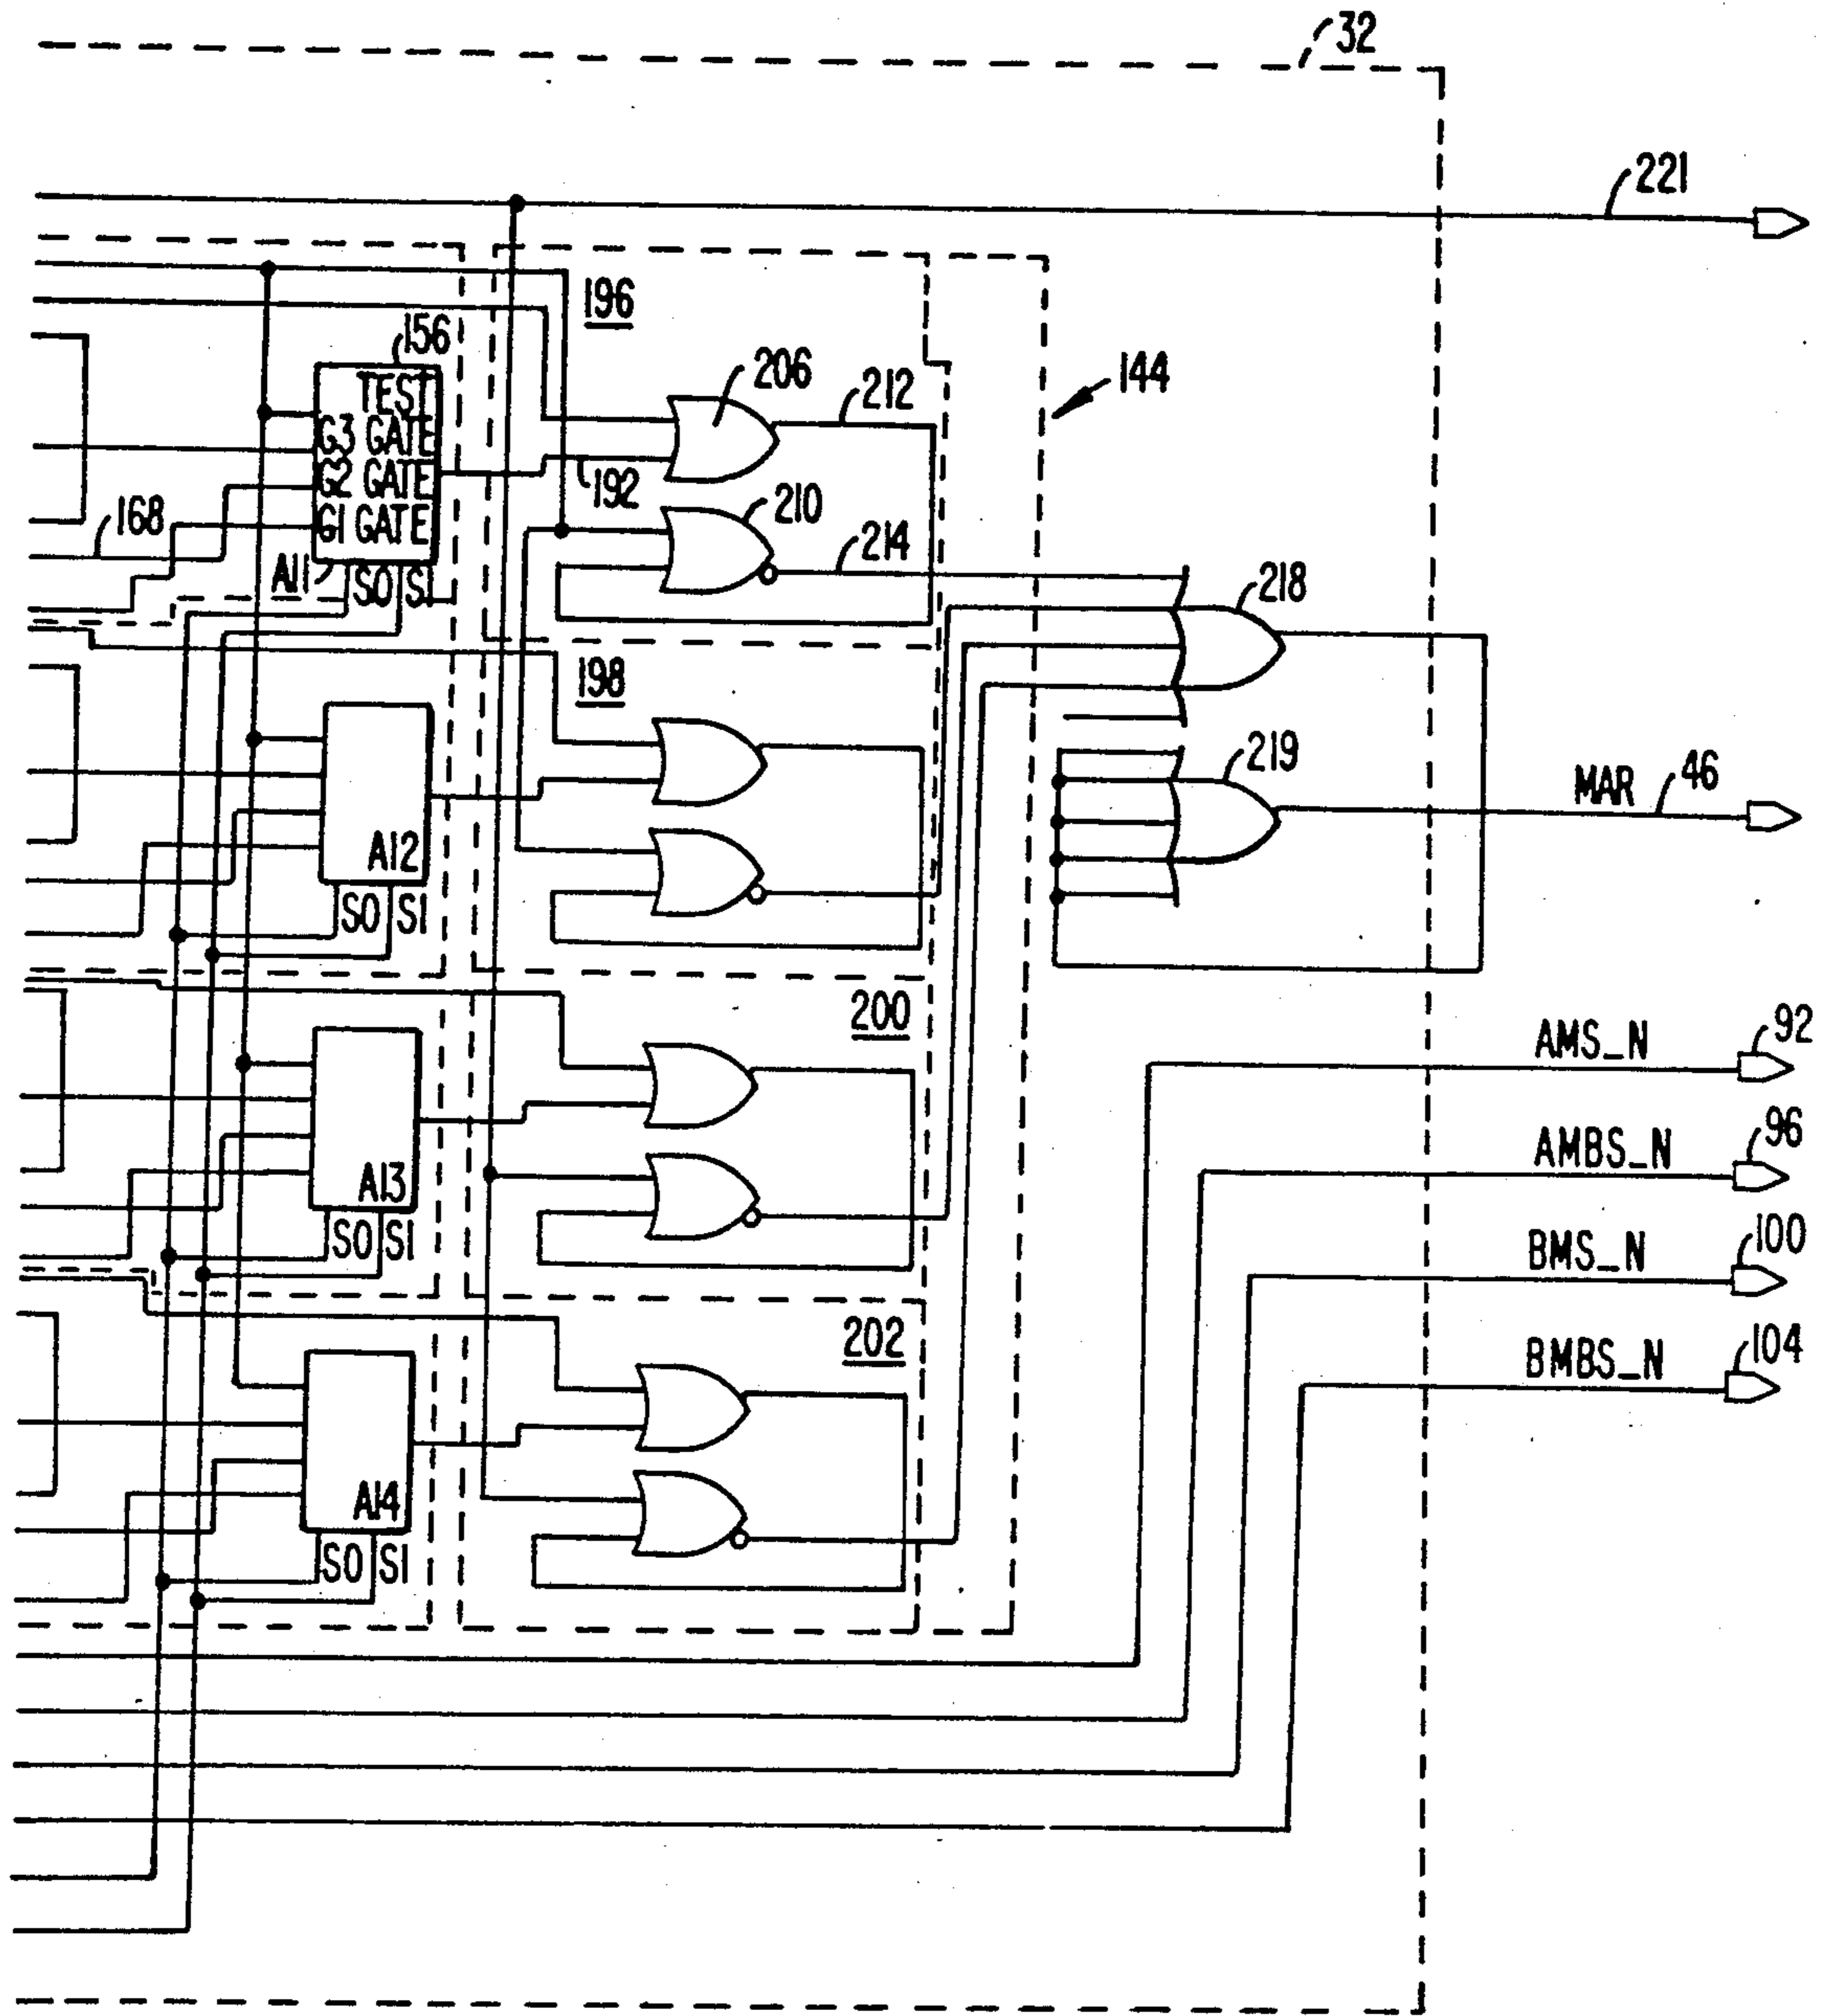 32
221
196
156
TEST
G3 GATE
G2 GATE
G1 GATE
206
212
144
192
168
210
214
A11
S0 S1
218
198
219
MAR
46
A12
S0 S1
200
AMS_N
92
AMBS_N
96
A13
S0 S1
BMS_N
100
202
BMBS_N
104
A14
S0 S1